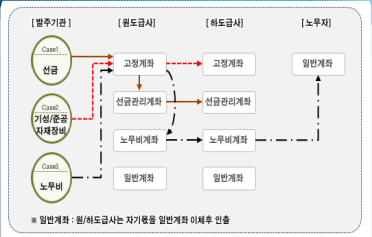 [발주기관] [원도급사] [하도급사] [노무자]
Case1_
선금
고정계좌 고정계좌 일반계좌
Case2_
기성/준공
자재장비
선금관리계좌 선금관리계좌
노무비계좌 노무비계좌
Case3_
노무비
일반계좌 일반계좌
※ 일반계좌 : 원/하도급사는 자기몫을 일반계좌 이체후 인출